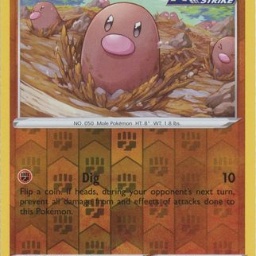 STRIKE
NO. 050 Mole Pokémon HT: 8" WT: 1.8 lbs.
Dig 10
Flip a coin. If heads, during your opponent's next turn,
prevent all damage from and effects of attacks done to
this Pokémon.